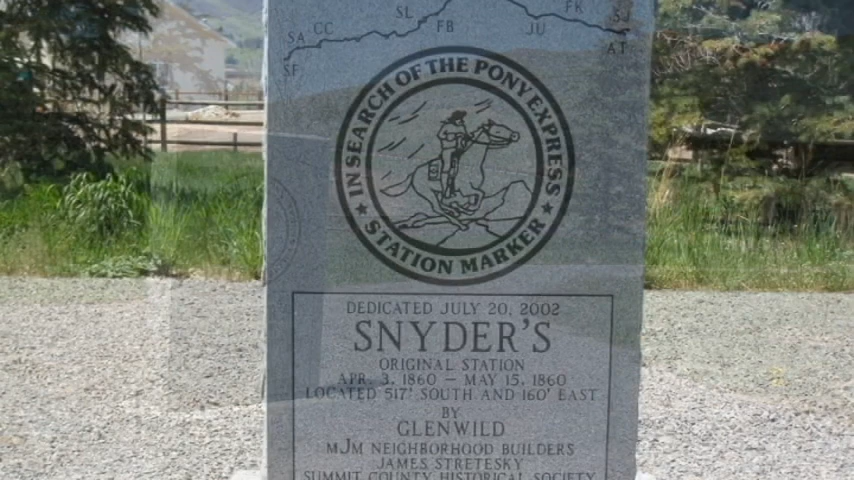 SL
FK
SJ
SA CC
FB
JU
AT
SF
IN SEARCH OF THE PONY EXPRESS
★ STATION MARKER ★
DEDICATED JULY 20, 2002
SNYDER'S
ORIGINAL STATION
APR. 3, 1860 – MAY 15, 1860
LOCATED 517' SOUTH AND 160' EAST
BY
GLENWILD
MJM NEIGHBORHOOD BUILDERS
JAMES STRETESKY
SUMMIT COUNTY HISTORICAL SOCIETY